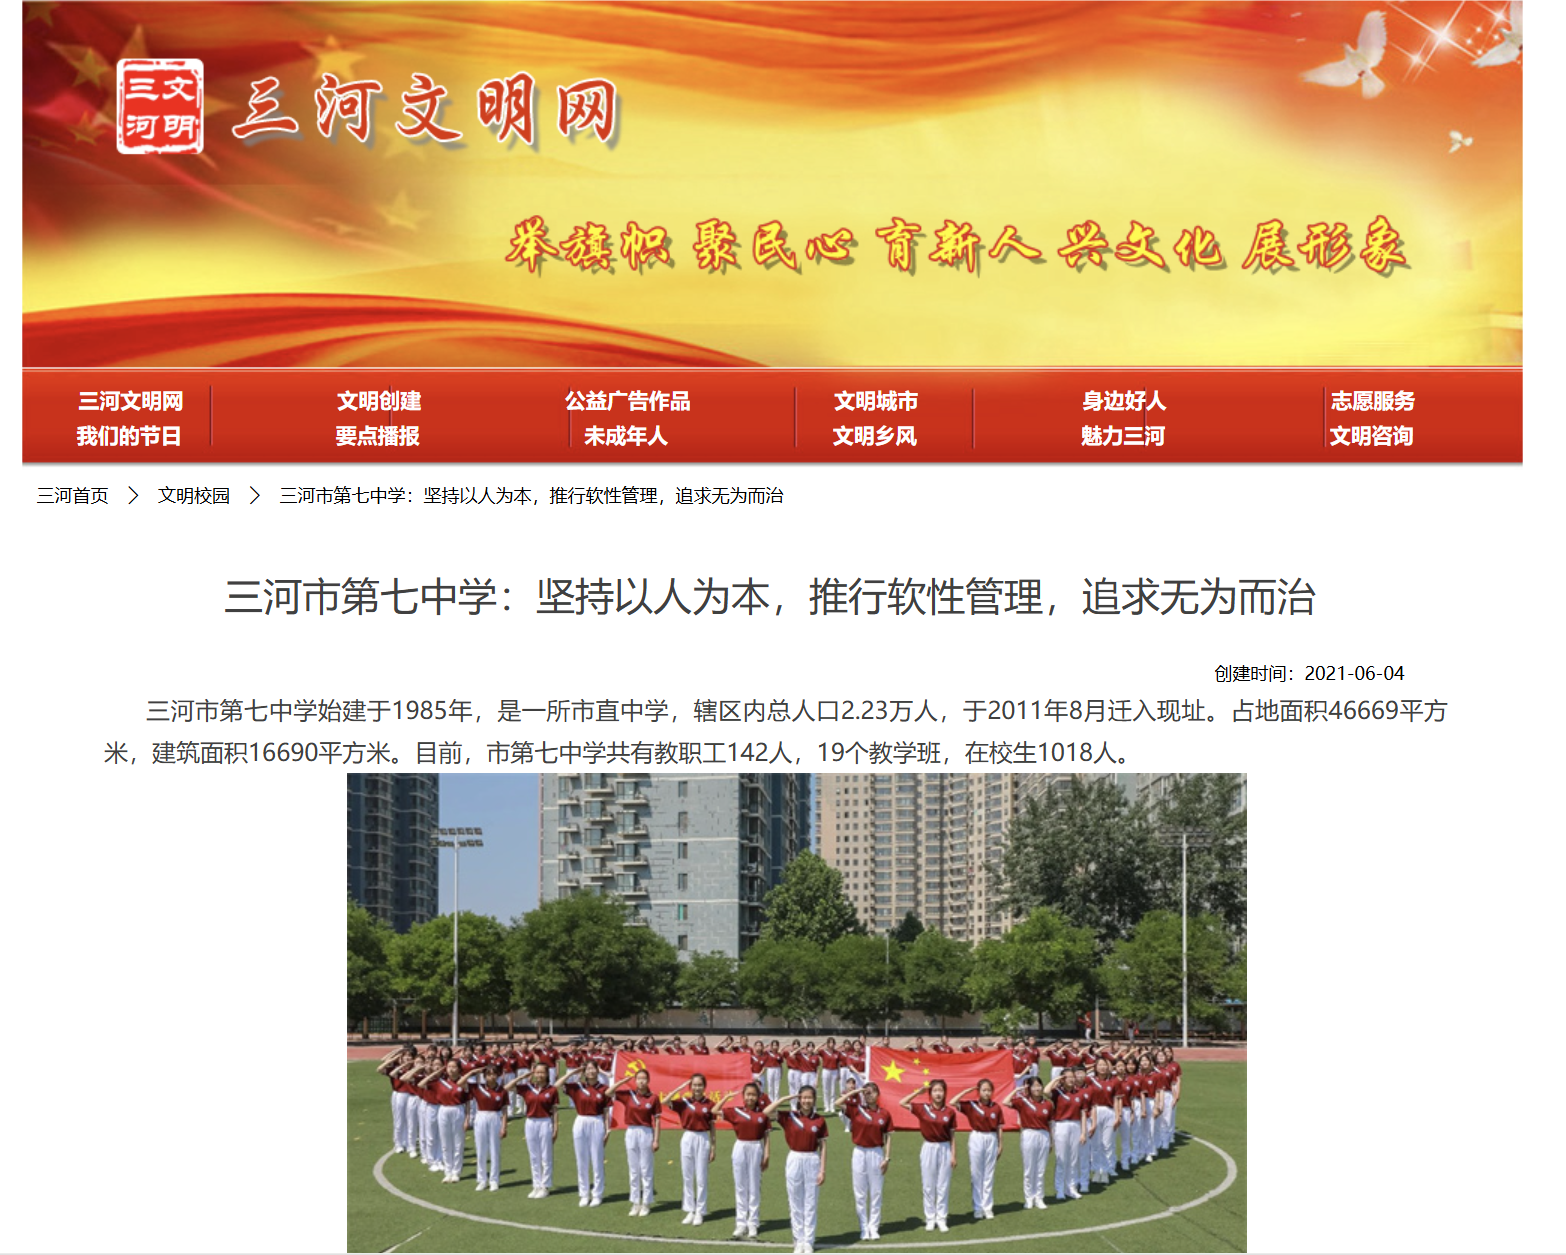 三河文明
三河文明网
举旗帜 聚民心 育新人 兴文化 展形象
三河文明网 文明创建 公益广告作品 文明城市 身边好人 志愿服务
我们的节日 要点播报 未成年人 文明乡风 魅力三河 文明咨询
三河首页 > 文明校园 > 三河市第七中学：坚持以人为本，推行软性管理，追求无为而治
三河市第七中学：坚持以人为本，推行软性管理，追求无为而治
创建时间：2021-06-04
三河市第七中学始建于1985年，是一所市直中学，辖区内总人口2.23万人，于2011年8月迁入现址。占地面积46669平方
米，建筑面积16690平方米。目前，市第七中学共有教职工142人，19个教学班，在校生1018人。